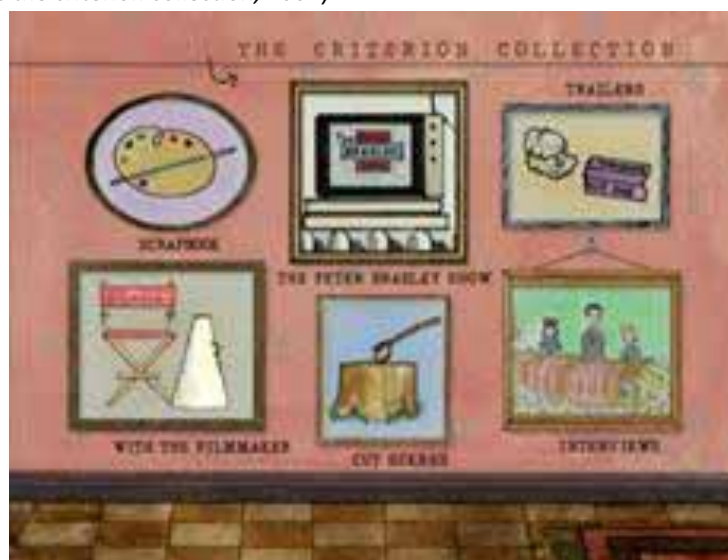 THE CRITERION COLLECTION
TRAILERS
SCRAPBOOK
THE PETER BRADLEY SHOW
WITH THE FILMMAKER
CUT SCENES
INTERVIEWS